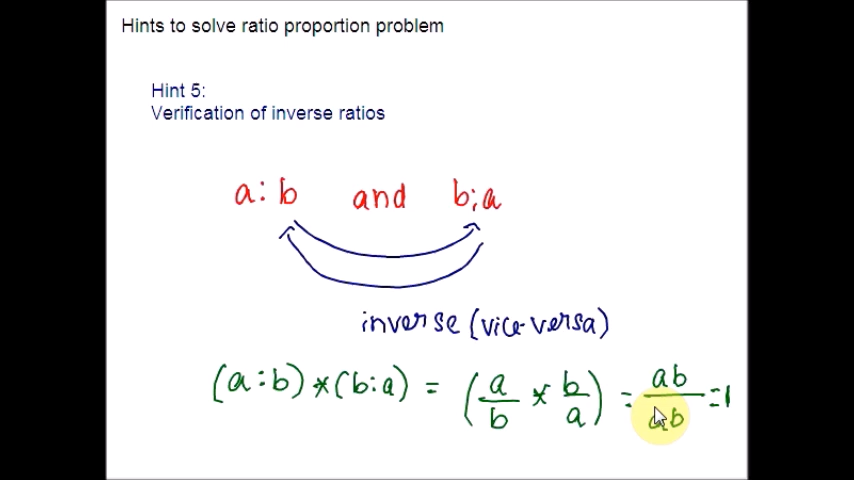 Hints to solve ratio proportion problem
Hint 5:
Verification of inverse ratios
a:b and b:a
inverse (vice-versa)
(a:b) * (b:a) = (a/b * b/a) = ab/ab = 1